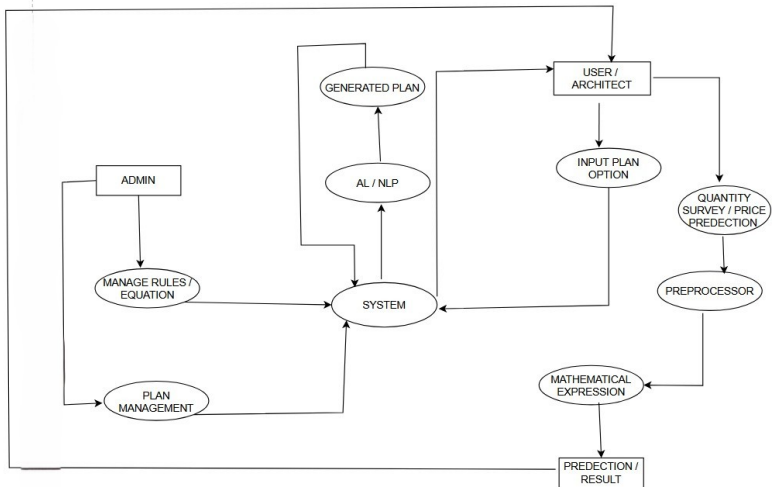 USER /
ARCHITECT
GENERATED PLAN
INPUT PLAN
OPTION
AL / NLP
ADMIN
QUANTITY
SURVEY / PRICE
PREDECTION
MANAGE RULES /
EQUATION
SYSTEM
PREPROCESSOR
MATHEMATICAL
EXPRESSION
PLAN
MANAGEMENT
PREDECTION /
RESULT